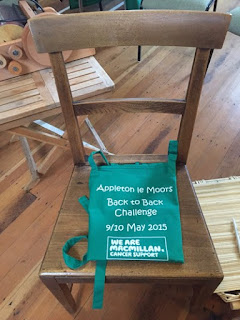 Appleton le Moors
Back to Back
Challenge
9/10 May 2015
WE ARE
MACMILLAN.
CANCER SUPPORT